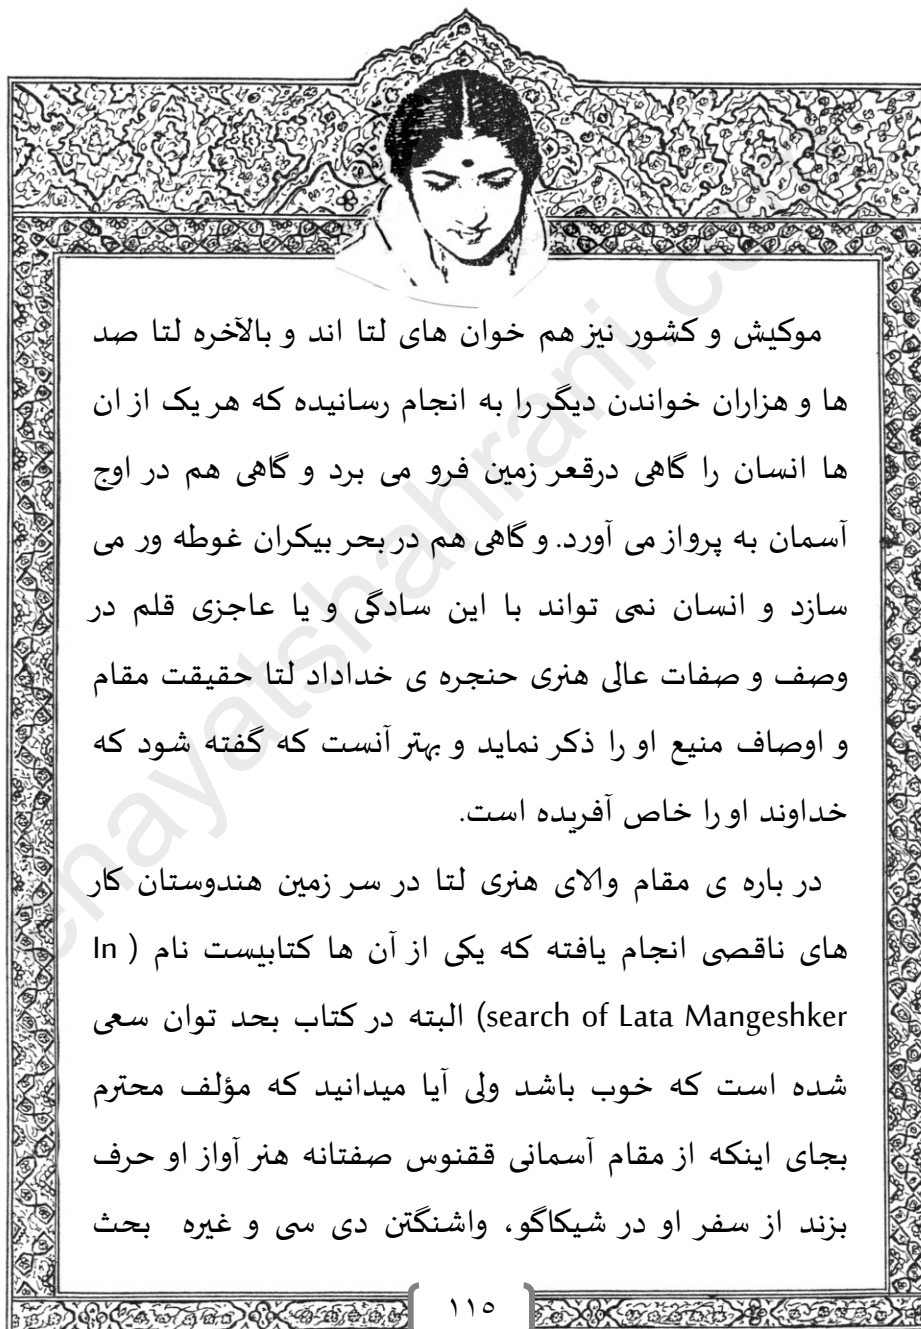 موکیش و کشور نیز هم خوان های لتا اند و بالآخره لتا صد
ها و هزاران خواندن دیگر را به انجام رسانیده که هر یک از ان
ها انسان را گاهی درقعر زمین فرو می برد و گاهی هم در اوج
آسمان به پرواز می آورد. و گاهی هم در بحر بیکران غوطه ور می
سازد و انسان نمی تواند با این سادگی و یا عاجزی قلم در
وصف و صفات عالی هنری حنجره ی خداداد لتا حقیقت مقام
و اوصاف منیع او را ذکر نماید و بهتر آنست که گفته شود که
خداوند او را خاص آفریده است.
در باره ی مقام والای هنری لتا در سر زمین هندوستان کار
های ناقصی انجام یافته که یکی از آن ها کتابیست نام ( In
search of Lata Mangeshker) البته در کتاب بحد توان سعی
شده است که خوب باشد ولی آیا میدانید که مؤلف محترم
بجای اینکه از مقام آسمانی ققنوس صفتانه هنر آواز او حرف
بزند از سفر او در شیکاگو، واشنگتن دی سی و غیره بحث
۱۱۵
enayatshahrani.com